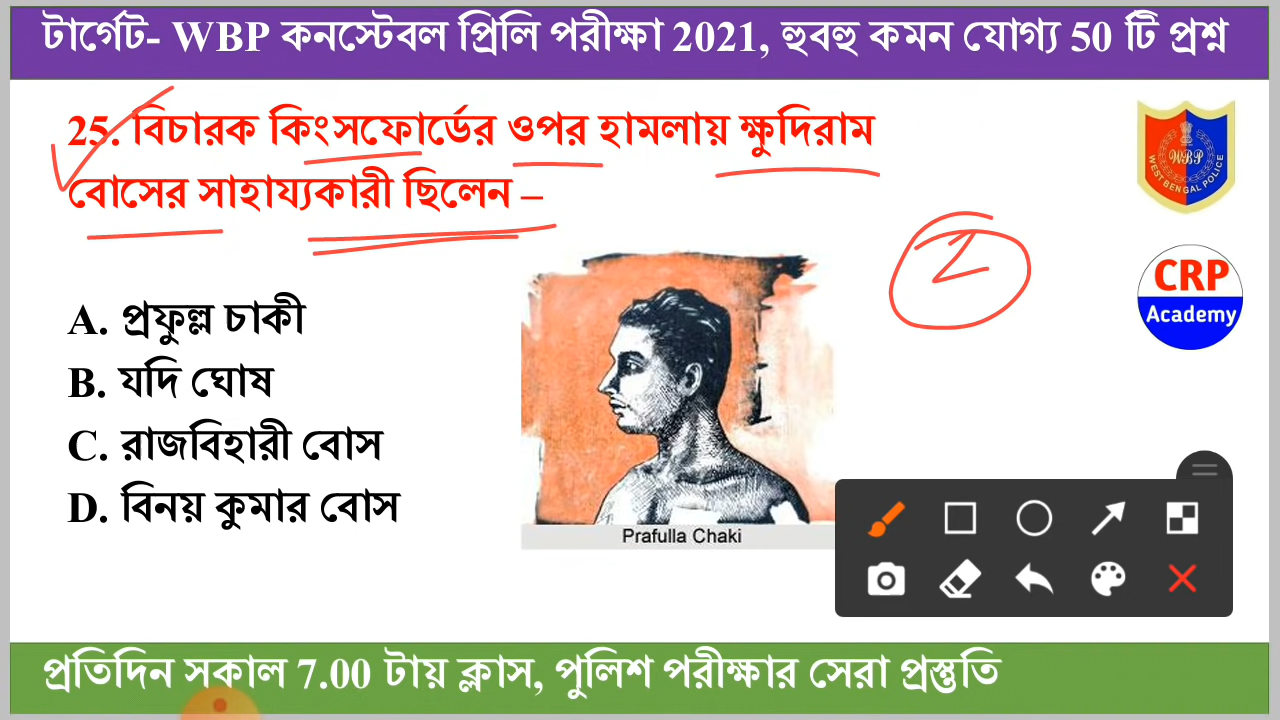 টার্গেট- WBP কনস্টেবল প্রিলি পরীক্ষা 2021, হুবহু কমন যোগ্য 50 টি প্রশ্ন
25. বিচারক কিংসফোর্ডের ওপর হামলায় ক্ষুদিরাম
বোসের সাহায্যকারী ছিলেন –
A. প্রফুল্ল চাকী
B. যদি ঘোষ
C. রাজবিহারী বোস
D. বিনয় কুমার বোস
Prafulla Chaki
WBP
WEST BENGAL POLICE
CRP
Academy
প্রতিদিন সকাল 7.00 টায় ক্লাস, পুলিশ পরীক্ষার সেরা প্রস্তুতি